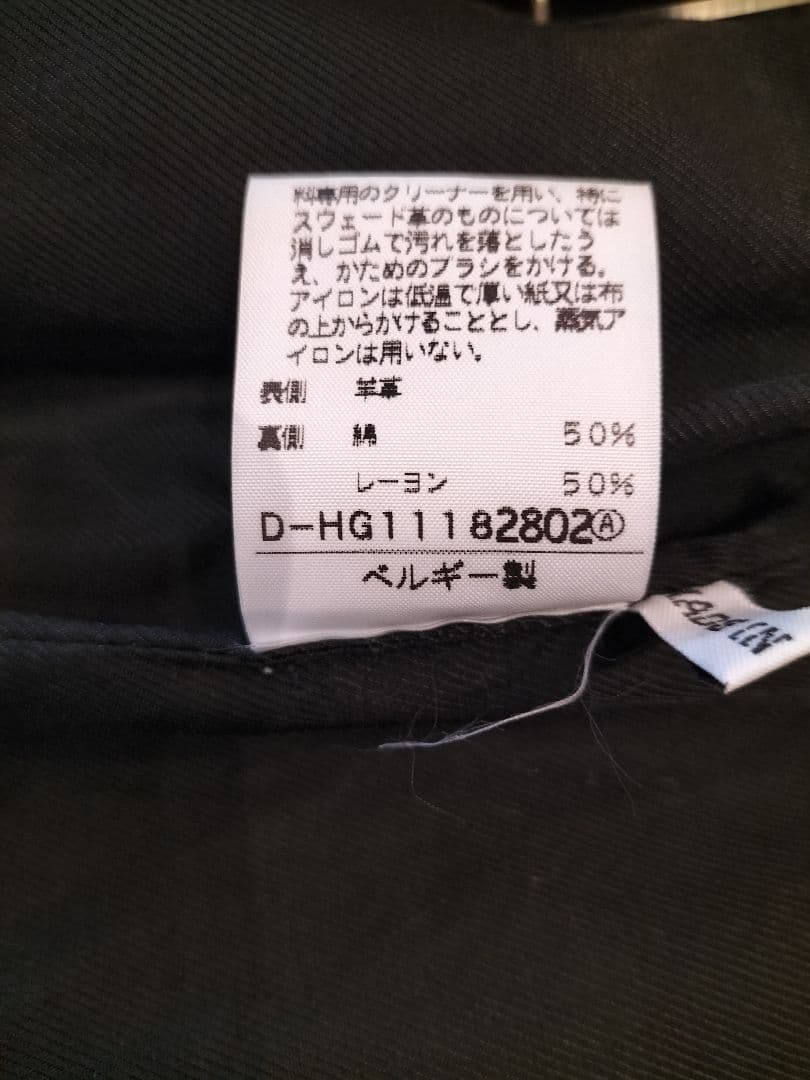 料専用のクリーナーを用い、特に
スウェード革のものについては
消しゴムで汚れを落としたう
え、かためのブラシをかける。
アイロンは低温で厚い紙又は布
の上からかけることとし、蒸気ア
イロンは用いない。
表側 羊革
裏側 綿 50%
レーヨン 50%
D-HG11182802Ⓐ
ベルギー製